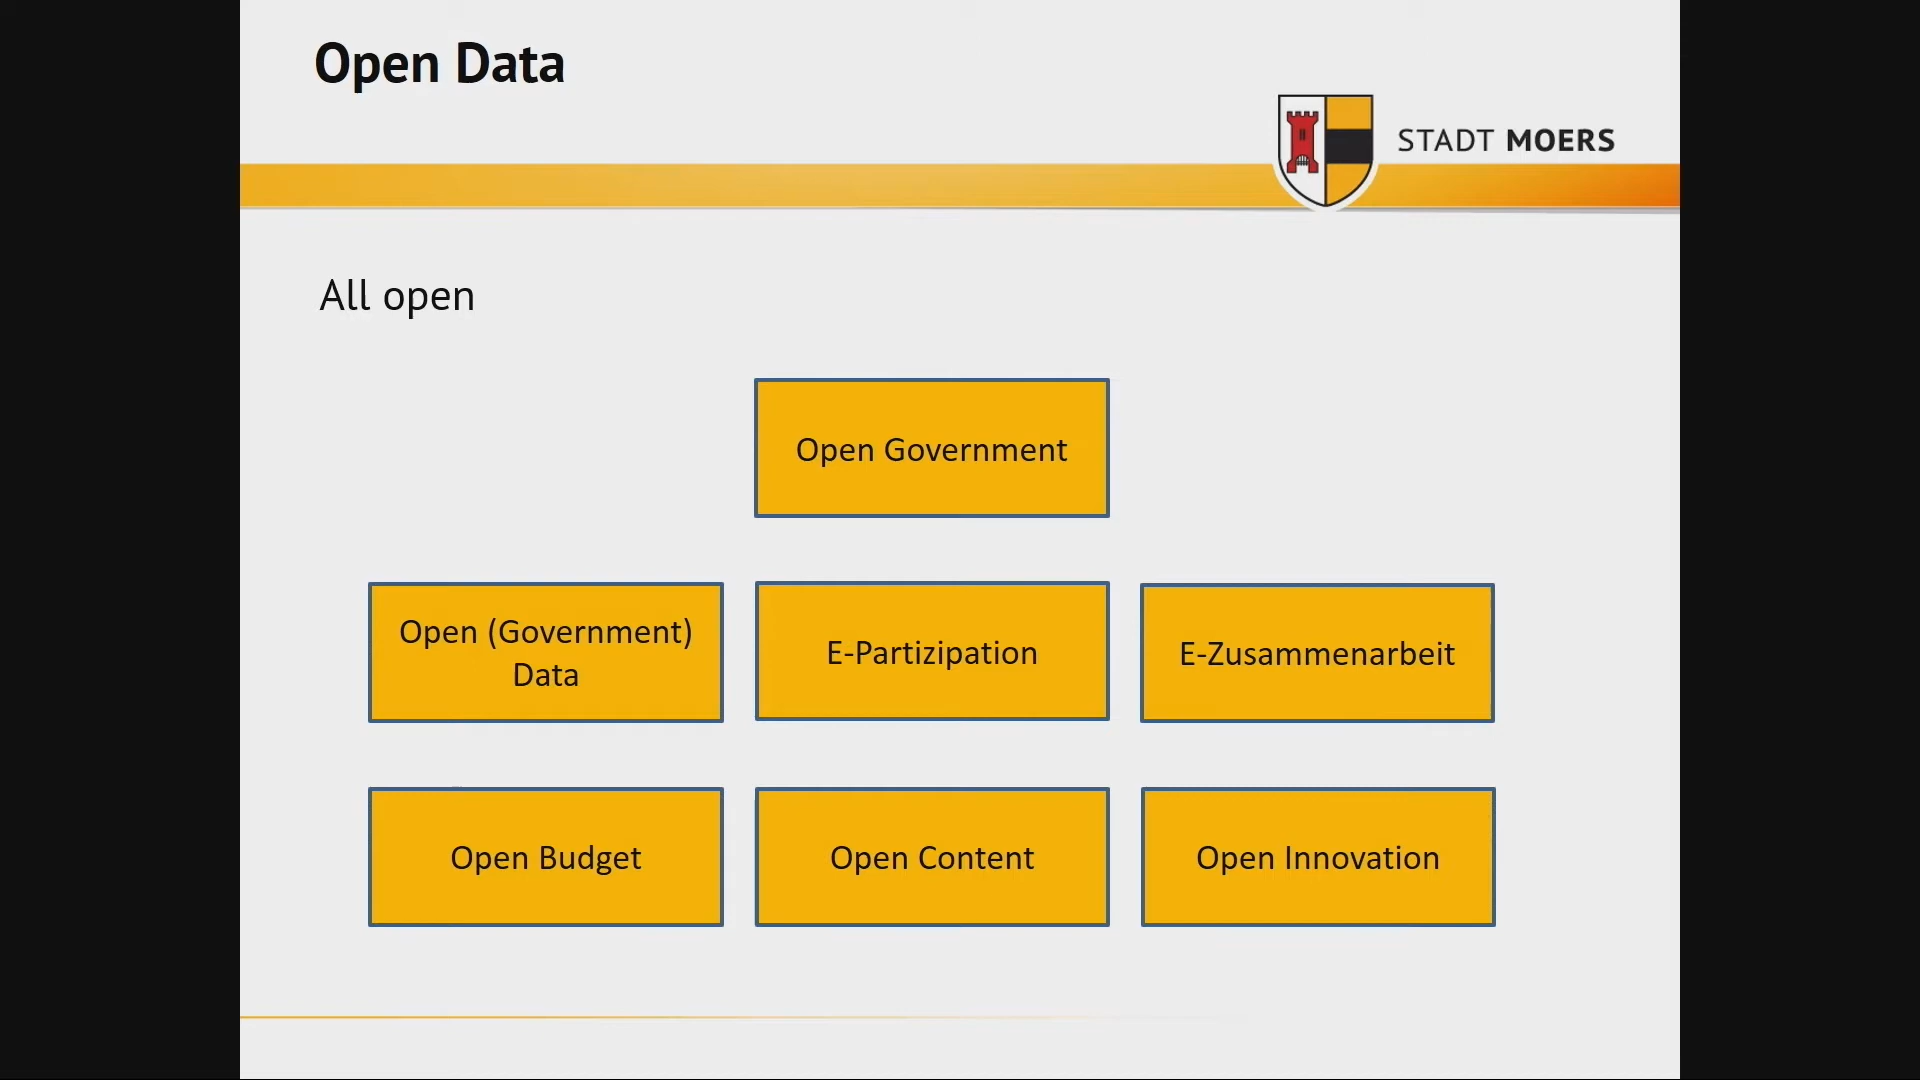 Open Data
STADT MOERS
All open
Open Government
Open (Government)
Data
E-Partizipation
E-Zusammenarbeit
Open Budget
Open Content
Open Innovation